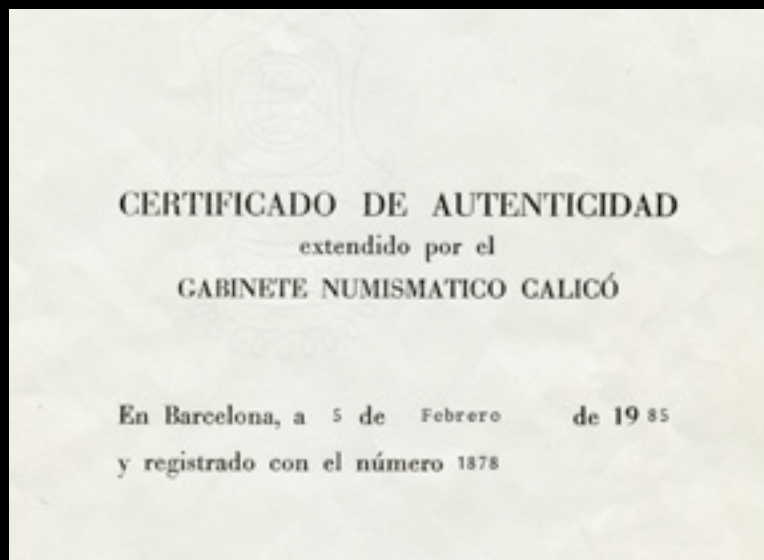 CERTIFICADO DE AUTENTICIDAD
extendido por el
GABINETE NUMISMATICO CALICÓ
En Barcelona, a 5 de Febrero de 1985
y registrado con el número 1878